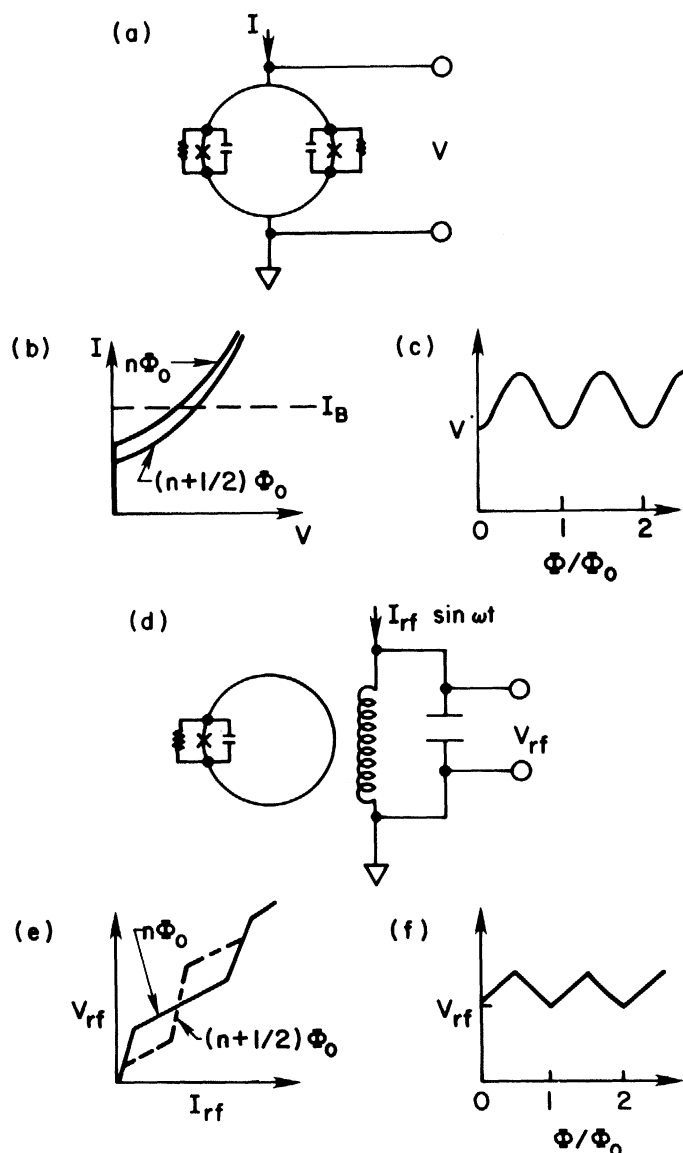 (a)
I
V
(b)
I
nΦ₀
I_B
(n+1/2) Φ₀
V
(c)
V
0
1
2
Φ/Φ₀
(d)
I_rf sin ωt
V_rf
(e)
nΦ₀
V_rf
(n+1/2) Φ₀
I_rf
(f)
V_rf
0
1
2
Φ/Φ₀